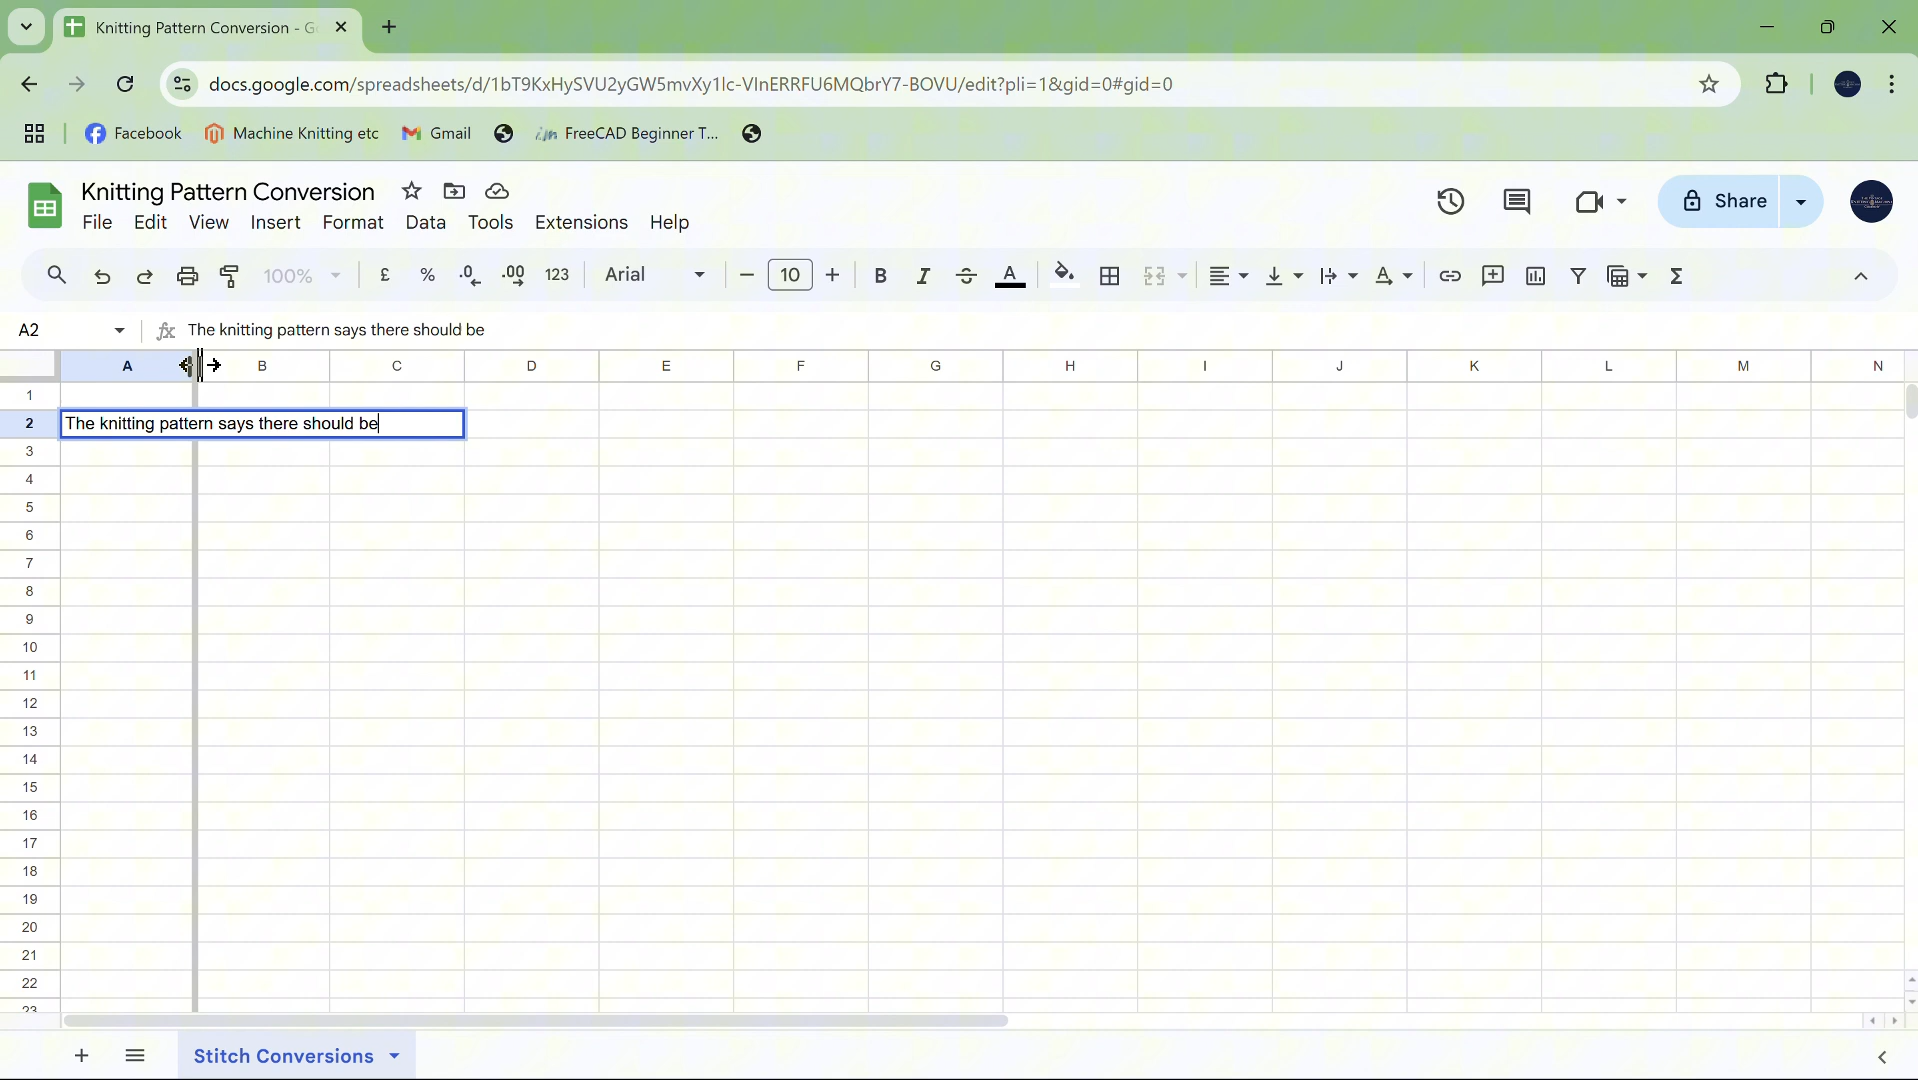 Knitting Pattern Conversion - Go
docs.google.com/spreadsheets/d/1bT9KxHySVU2yGW5mvXy1lc-VlnERRFU6MQbrY7-BOVU/edit?pli=1&gid=0#gid=0
Facebook Machine Knitting etc Gmail FreeCAD Beginner T...
Knitting Pattern Conversion
File Edit View Insert Format Data Tools Extensions Help
Share
100% £ % .0 .00 123 Arial 10 B I A
A2 The knitting pattern says there should be
A B C D E F G H I J K L M N
1
2 The knitting pattern says there should be
3
4
5
6
7
8
9
10
11
12
13
14
15
16
17
18
19
20
21
22
23
Stitch Conversions